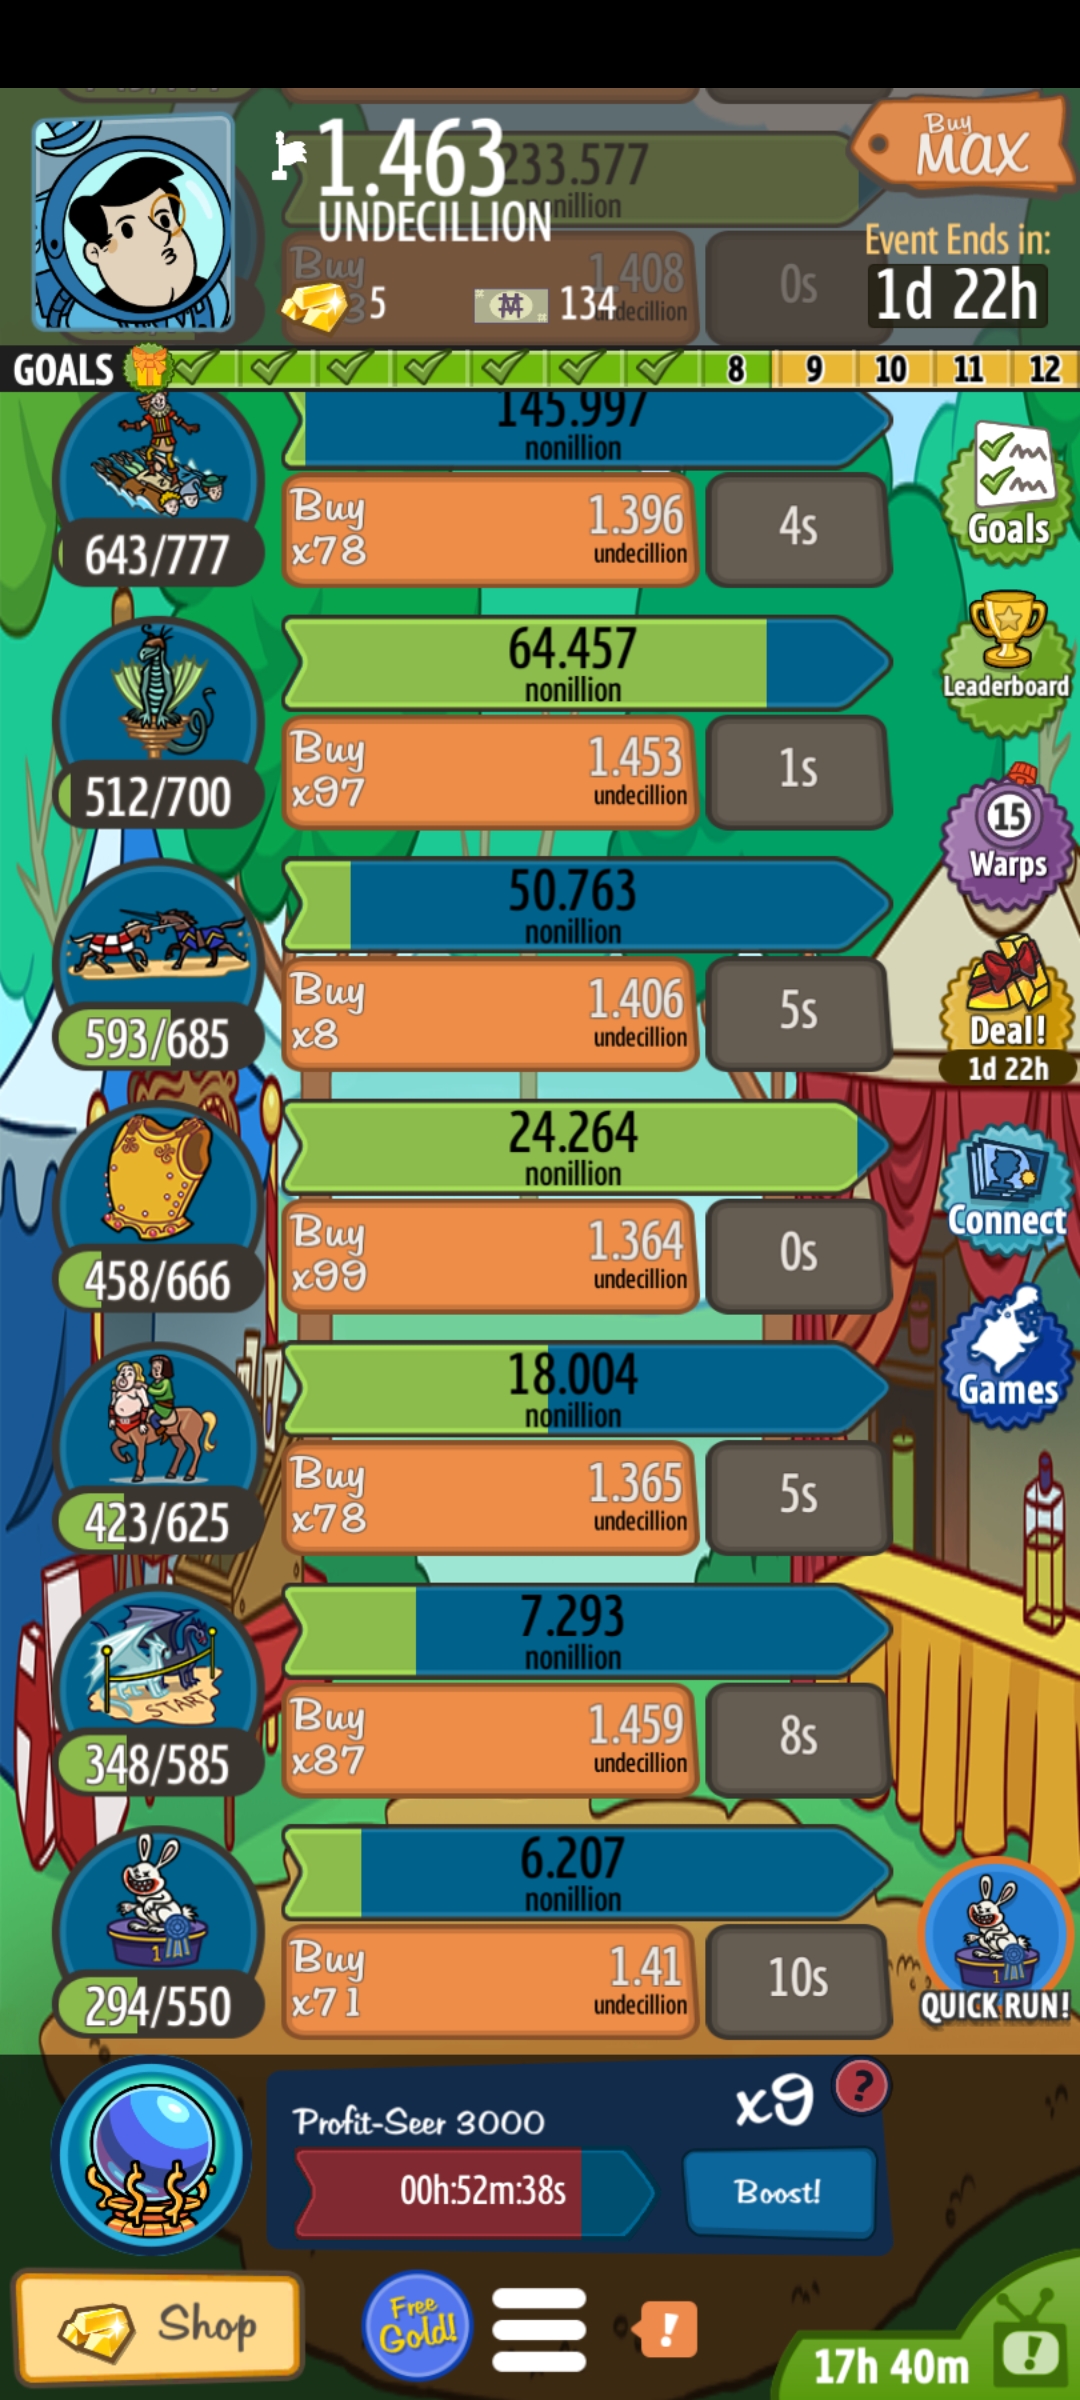 1.463
UNDECILLION
233.577
nonillion
Buy
1.408
undecillion
0s
5
134
Buy
MAX
Event Ends in:
1d 22h
GOALS
8 9 10 11 12
145.997
nonillion
643/777
Buy
x78
1.396
undecillion
4s
Goals
64.457
nonillion
512/700
Buy
x97
1.453
undecillion
1s
Leaderboard
15
Warps
50.763
nonillion
593/685
Buy
x8
1.406
undecillion
5s
Deal!
1d 22h
24.264
nonillion
458/666
Buy
x99
1.364
undecillion
0s
Connect
18.004
nonillion
423/625
Buy
x78
1.365
undecillion
5s
Games
7.293
nonillion
START
348/585
Buy
x87
1.459
undecillion
8s
6.207
nonillion
1
294/550
Buy
x71
1.41
undecillion
10s
1
QUICK RUN!
Profit-Seer 3000
x9
?
00h:52m:38s
Boost!
Shop
Free
Gold!
!
17h 40m
!